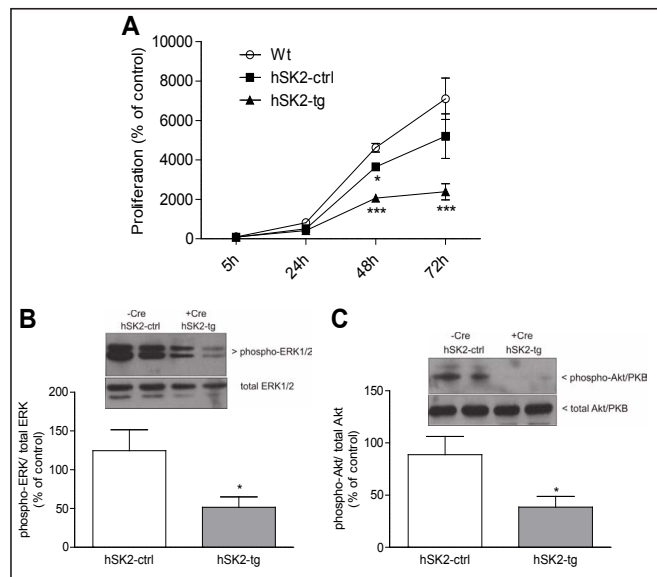 A
10000
8000
6000
4000
2000
0
Proliferation (% of control)
Wt
hSK2-ctrl
hSK2-tg
*
***
***
5h
24h
48h
72h
B
-Cre +Cre
hSK2-ctrl hSK2-tg
> phospho-ERK1/2
total ERK1/2
200
150
100
50
0
phospho-ERK/ total ERK
(% of control)
*
hSK2-ctrl hSK2-tg
C
-Cre +Cre
hSK2-ctrl hSK2-tg
< phospho-Akt/PKB
< total Akt/PKB
150
100
50
0
phospho-Akt/ total Akt
(% of control)
*
hSK2-ctrl hSK2-tg